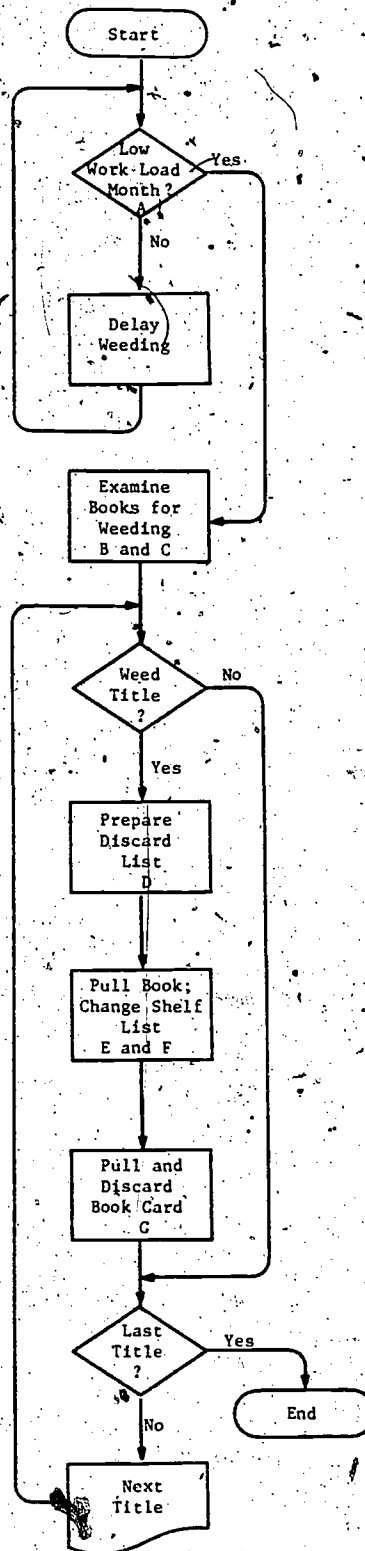 Start
Low
Work-Load
Month?
A
Yes
No
Delay
Weeding
Examine
Books for
Weeding
B and C
Weed
Title
?
No
Yes
Prepare
Discard
List
D
Pull Book;
Change Shelf
List
E and F
Pull and
Discard
Book Card
G
Last
Title
?
Yes
End
No
Next
Title